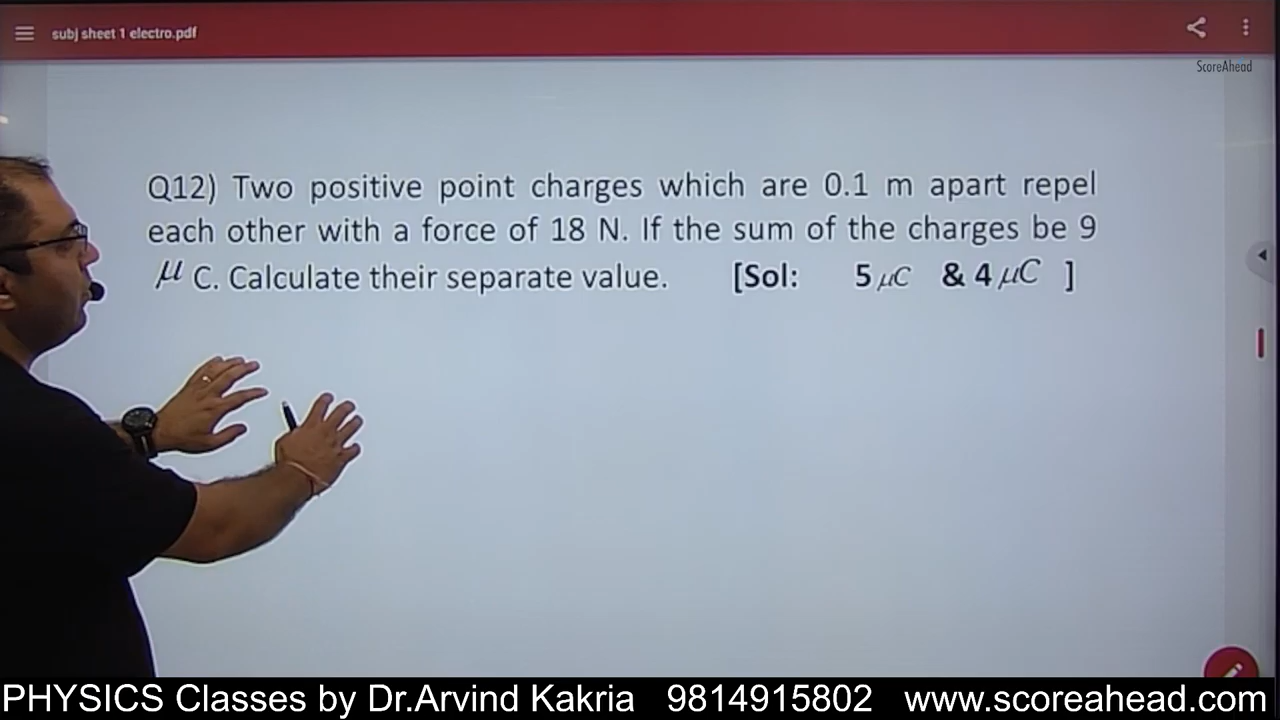 subj sheet 1 electro.pdf
ScoreAhead
Q12) Two positive point charges which are 0.1 m apart repel
each other with a force of 18 N. If the sum of the charges be 9
μ C. Calculate their separate value. [Sol: 5 μC & 4 μC ]
PHYSICS Classes by Dr.Arvind Kakria 9814915802 www.scoreahead.com